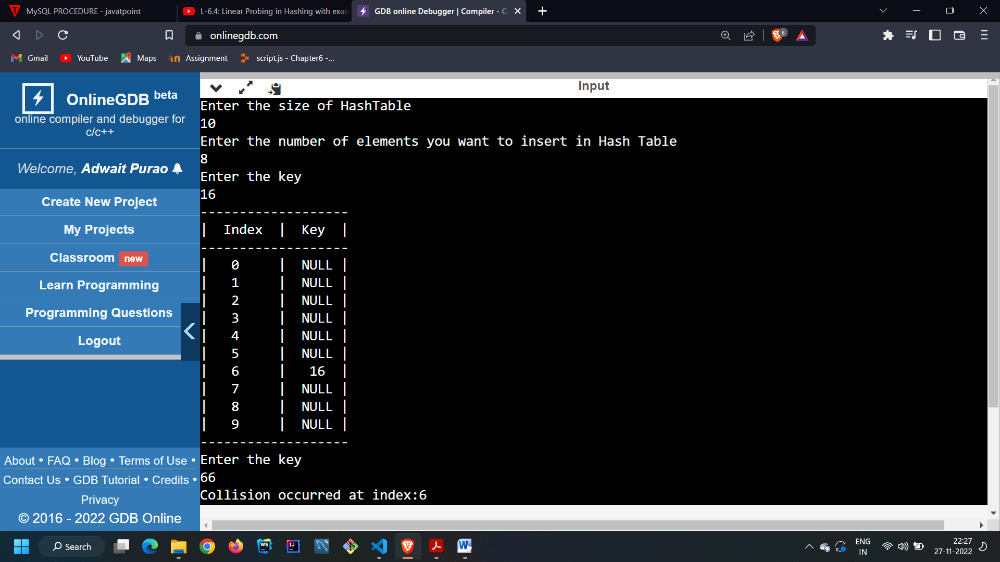 MySQL PROCEDURE - javatpoint
L-6.4: Linear Probing in Hashing with exam
GDB online Debugger | Compiler - C
onlinegdb.com
6
Gmail
YouTube
Maps
Assignment
script.js - Chapter6 -...
OnlineGDB beta
online compiler and debugger for
c/c++
Welcome, Adwait Purao
Create New Project
My Projects
Classroom new
Learn Programming
Programming Questions
Logout
About • FAQ • Blog • Terms of Use •
Contact Us • GDB Tutorial • Credits •
Privacy
© 2016 - 2022 GDB Online
input
Enter the size of HashTable
10
Enter the number of elements you want to insert in Hash Table
8
Enter the key
16
-------------------
|  Index  |  Key  |
-------------------
|   0     |  NULL |
|   1     |  NULL |
|   2     |  NULL |
|   3     |  NULL |
|   4     |  NULL |
|   5     |  NULL |
|   6     |   16  |
|   7     |  NULL |
|   8     |  NULL |
|   9     |  NULL |
-------------------
Enter the key
66
Collision occurred at index:6
Search
WS
IJ
W
ENG
IN
22:27
27-11-2022